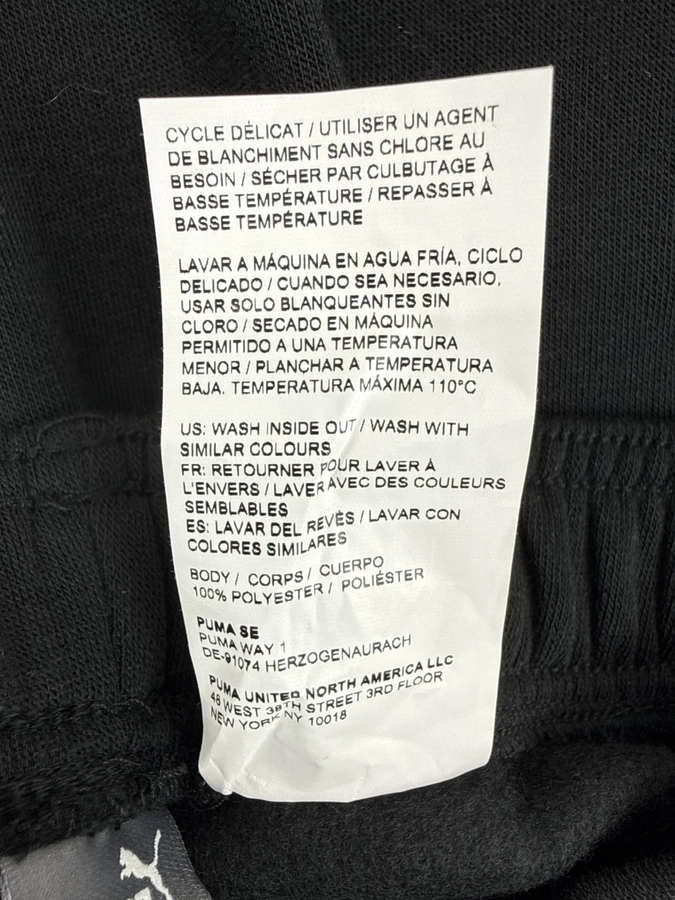 CYCLE DÉLICAT / UTILISER UN AGENT
DE BLANCHIMENT SANS CHLORE AU
BESOIN / SÉCHER PAR CULBUTAGE À
BASSE TEMPÉRATURE / REPASSER À
BASSE TEMPÉRATURE
LAVAR A MÁQUINA EN AGUA FRÍA, CICLO
DELICADO / CUANDO SEA NECESARIO,
USAR SOLO BLANQUEANTES SIN
CLORO / SECADO EN MÁQUINA
PERMITIDO A UNA TEMPERATURA
MENOR / PLANCHAR A TEMPERATURA
BAJA. TEMPERATURA MÁXIMA 110°C
US: WASH INSIDE OUT / WASH WITH
SIMILAR COLOURS
FR: RETOURNER POUR LAVER À
L'ENVERS / LAVER AVEC DES COULEURS
SEMBLABLES
ES: LAVAR DEL REVÉS / LAVAR CON
COLORES SIMILARES
BODY / CORPS / CUERPO
100% POLYESTER / POLIÉSTER
PUMA SE
PUMA WAY 1
DE-91074 HERZOGENAURACH
PUMA UNITED NORTH AMERICA LLC
46 WEST 38TH STREET 3RD FLOOR
NEW YORK NY 10018